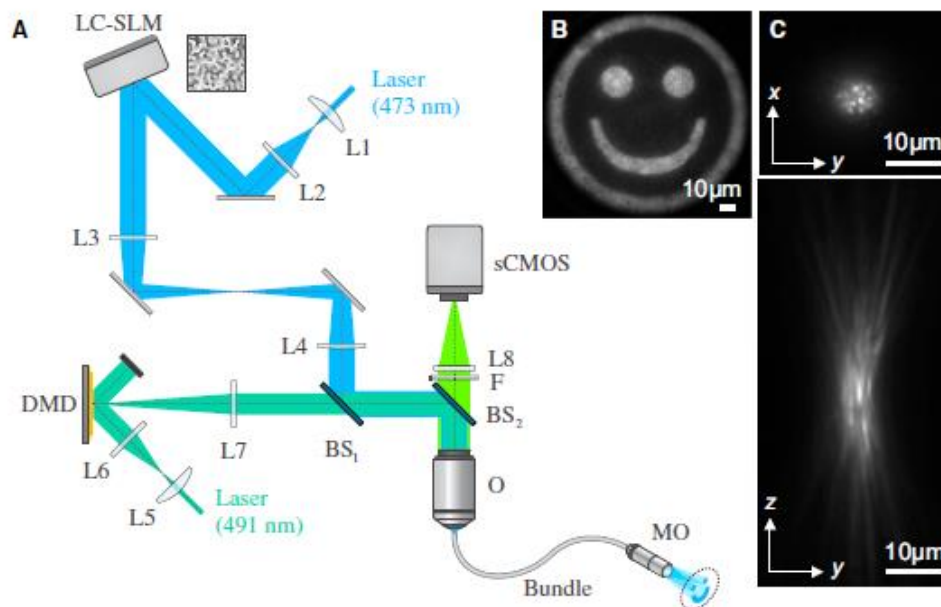 A
LC-SLM
Laser
(473 nm)
L1
L2
L3
L4
sCMOS
L8
F
BS2
DMD
L7
BS1
L6
L5
Laser
(491 nm)
O
MO
Bundle
B
10µm
C
x
y
10µm
z
y
10µm